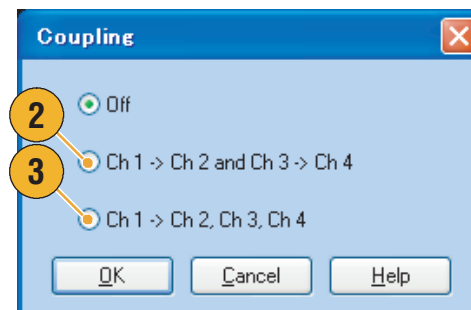 Coupling
Off
2
Ch 1 -> Ch 2 and Ch 3 -> Ch 4
3
Ch 1 -> Ch 2, Ch 3, Ch 4
OK Cancel Help